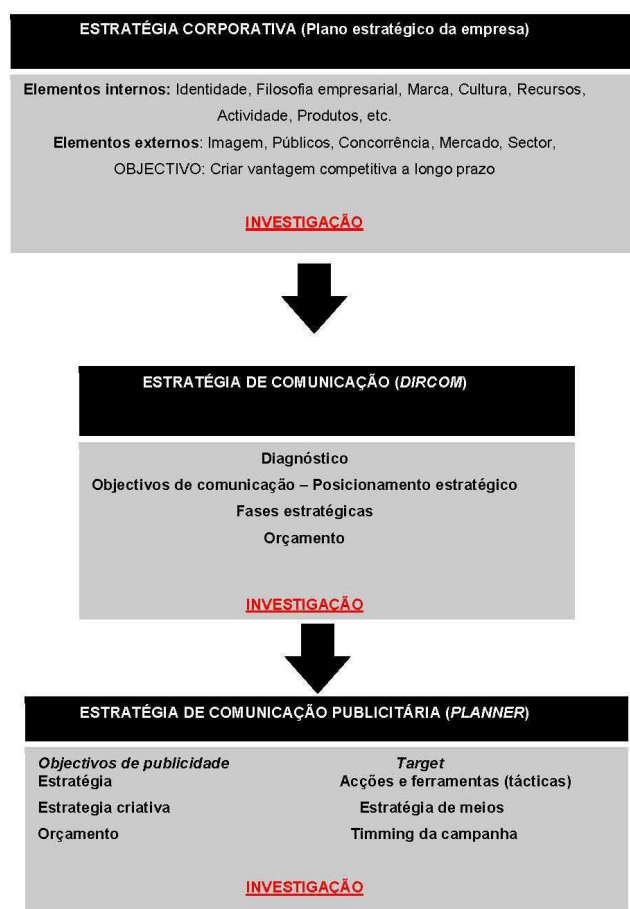 ESTRATÉGIA CORPORATIVA (Plano estratégico da empresa)
Elementos internos: Identidade, Filosofia empresarial, Marca, Cultura, Recursos,
Actividade, Produtos, etc.
Elementos externos: Imagem, Públicos, Concorrência, Mercado, Sector,
OBJECTIVO: Criar vantagem competitiva a longo prazo
INVESTIGAÇÃO
ESTRATÉGIA DE COMUNICAÇÃO (DIRCOM)
Diagnóstico
Objectivos de comunicação – Posicionamento estratégico
Fases estratégicas
Orçamento
INVESTIGAÇÃO
ESTRATÉGIA DE COMUNICAÇÃO PUBLICITÁRIA (PLANNER)
Objectivos de publicidade Target
Estratégia Acções e ferramentas (tácticas)
Estrategia criativa Estratégia de meios
Orçamento Timming da campanha
INVESTIGAÇÃO